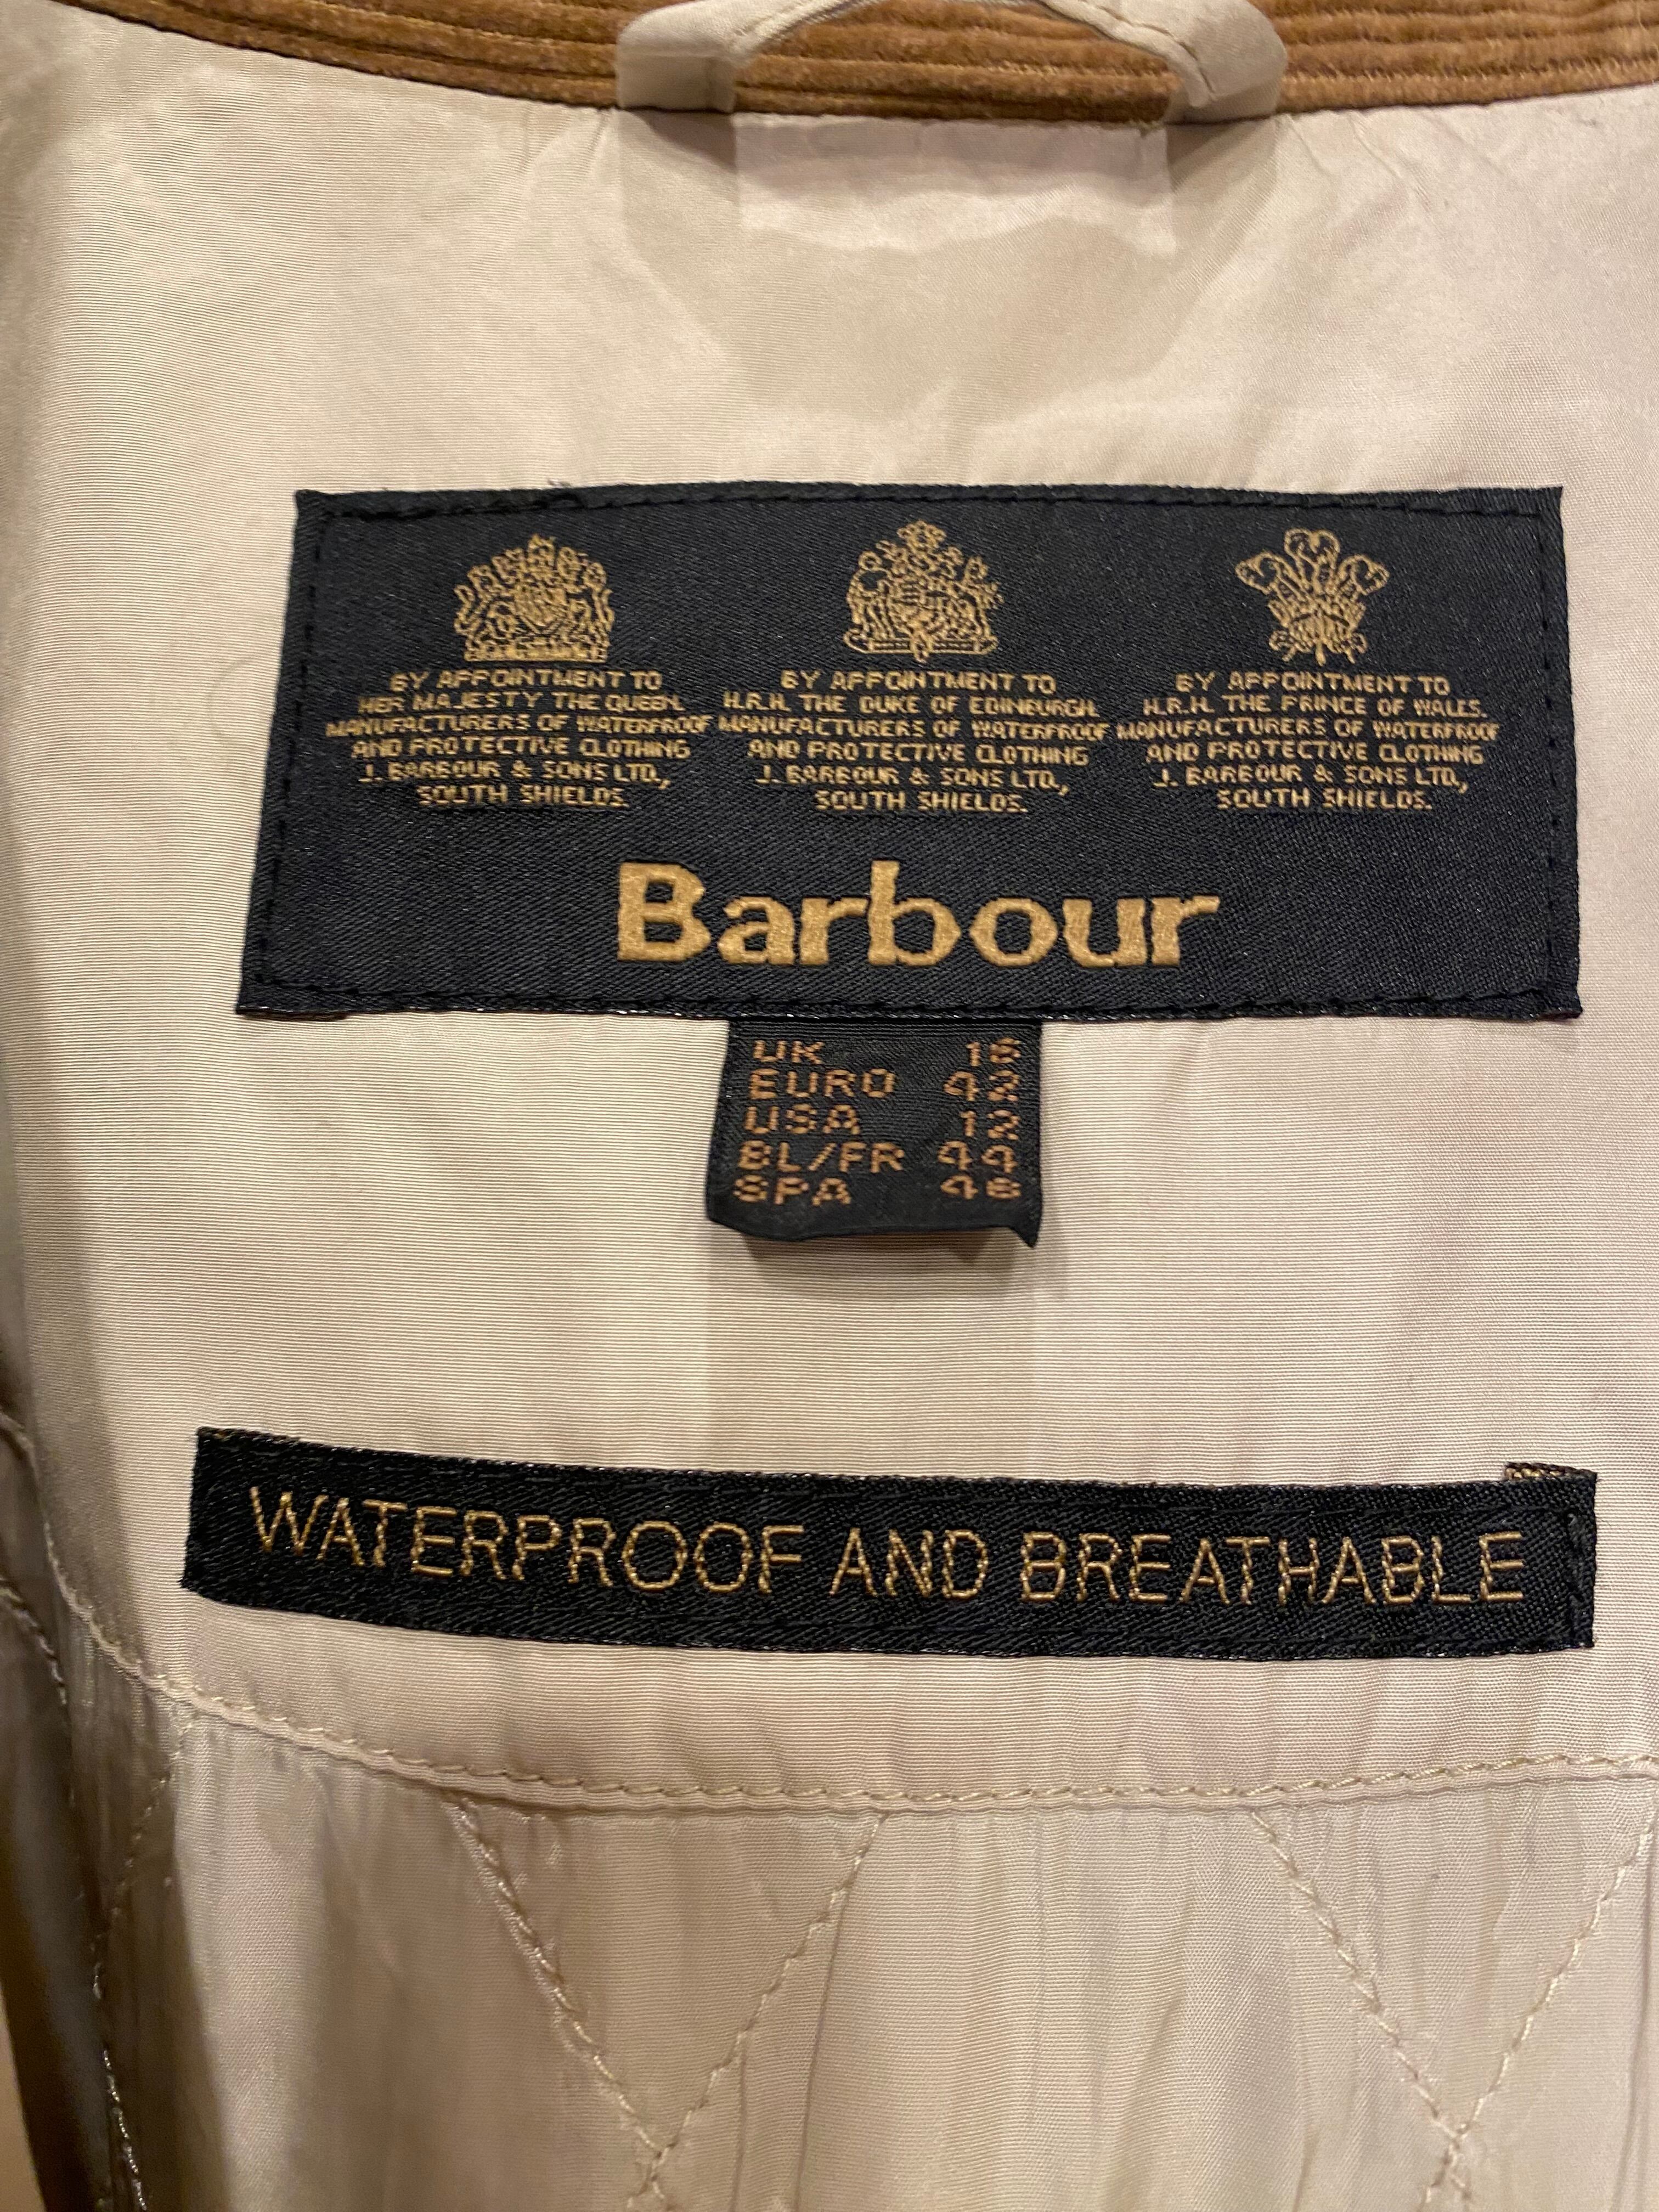 BY APPOINTMENT TO
HER MAJESTY THE QUEEN.
MANUFACTURERS OF WATERPROOF
AND PROTECTIVE CLOTHING
J. BARBOUR & SONS LTD.,
SOUTH SHIELDS.
BY APPOINTMENT TO
H.R.H. THE DUKE OF EDINBURGH.
MANUFACTURERS OF WATERPROOF
AND PROTECTIVE CLOTHING
J. BARBOUR & SONS LTD.,
SOUTH SHIELDS.
BY APPOINTMENT TO
H.R.H. THE PRINCE OF WALES.
MANUFACTURERS OF WATERPROOF
AND PROTECTIVE CLOTHING
J. BARBOUR & SONS LTD.,
SOUTH SHIELDS.
Barbour
UK 16
EURO 42
USA 12
BL/FR 44
SPA 46
WATERPROOF AND BREATHABLE